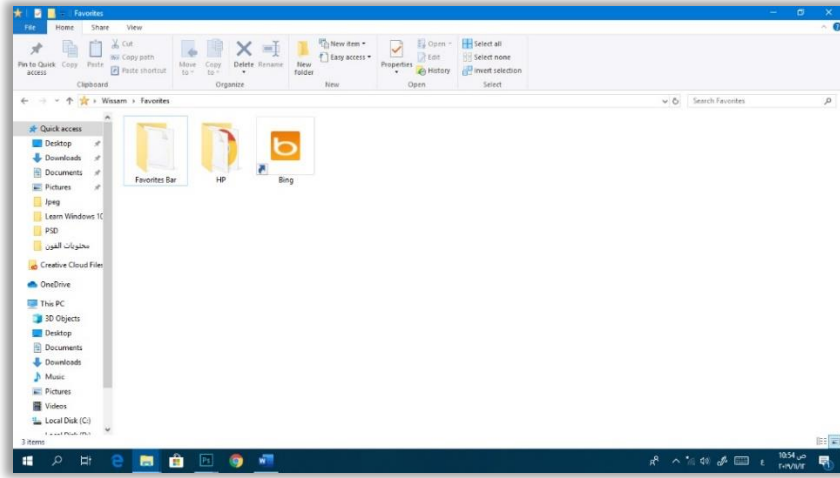 Favorites
File Home Share View
Pin to Quick access
Copy
Paste
Cut
Copy path
Paste shortcut
Clipboard
Move to
Copy to
Delete
Rename
Organize
New folder
New item
Easy access
New
Properties
Open
Edit
History
Open
Select all
Select none
Invert selection
Select
Wissam › Favorites
Search Favorites
Quick access
Desktop
Downloads
Documents
Pictures
Jpeg
Learn Windows 1(
PSD
محتويات الفون
Creative Cloud Files
OneDrive
This PC
3D Objects
Desktop
Documents
Downloads
Music
Pictures
Videos
Local Disk (C:)
Favorites Bar
HP
Bing
3 items
Ps
ع
10:54 ص